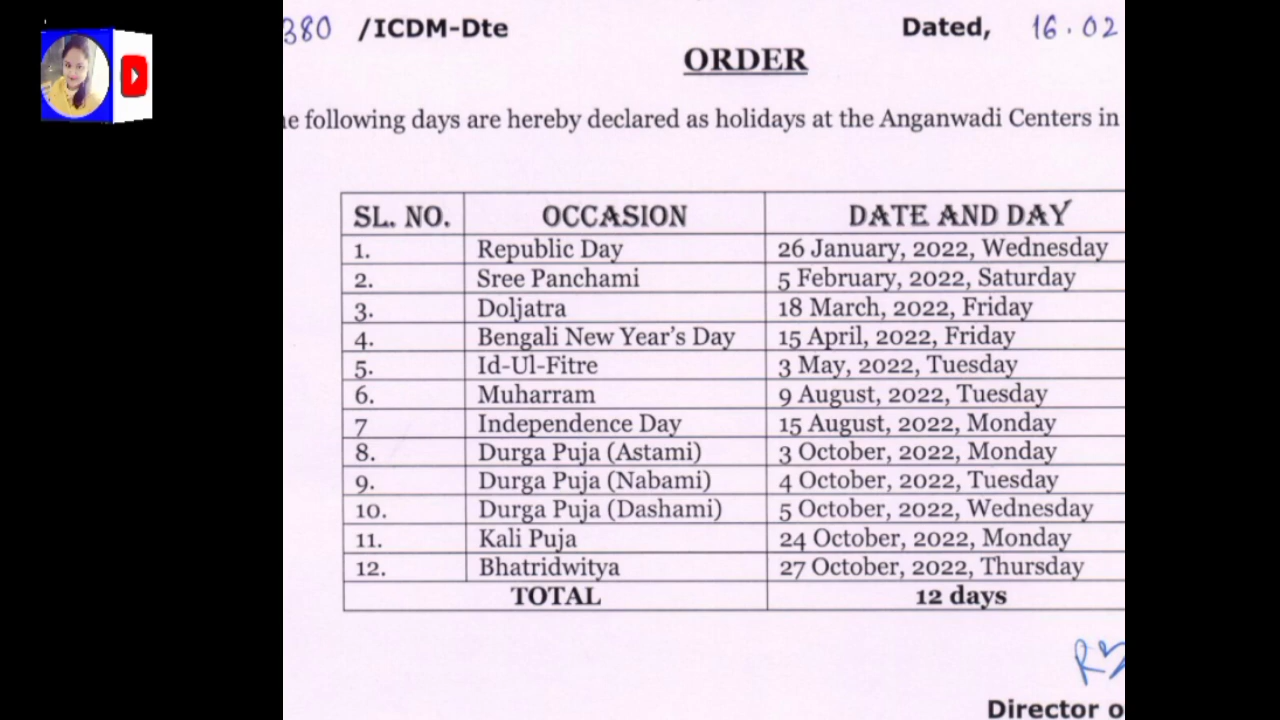 380 /ICDM-Dte Dated, 16.02
ORDER
e following days are hereby declared as holidays at the Anganwadi Centers in
SL. NO. OCCASION DATE AND DAY
1. Republic Day 26 January, 2022, Wednesday
2. Sree Panchami 5 February, 2022, Saturday
3. Doljatra 18 March, 2022, Friday
4. Bengali New Year's Day 15 April, 2022, Friday
5. Id-Ul-Fitre 3 May, 2022, Tuesday
6. Muharram 9 August, 2022, Tuesday
7 Independence Day 15 August, 2022, Monday
8. Durga Puja (Astami) 3 October, 2022, Monday
9. Durga Puja (Nabami) 4 October, 2022, Tuesday
10. Durga Puja (Dashami) 5 October, 2022, Wednesday
11. Kali Puja 24 October, 2022, Monday
12. Bhatridwitya 27 October, 2022, Thursday
TOTAL 12 days
Director o